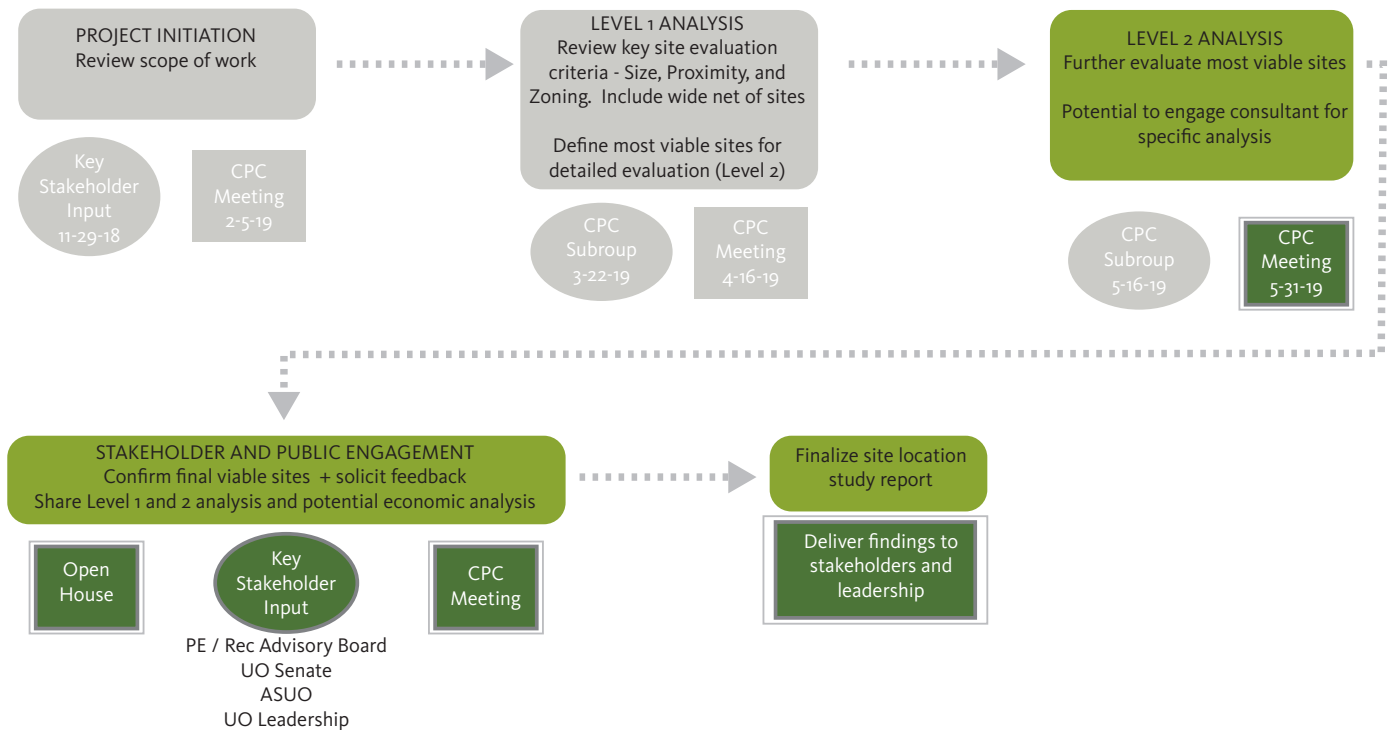 PROJECT INITIATION
Review scope of work
Key
Stakeholder
Input
11-29-18
CPC
Meeting
2-5-19
LEVEL 1 ANALYSIS
Review key site evaluation
criteria - Size, Proximity, and
Zoning.  Include wide net of sites
Define most viable sites for
detailed evaluation (Level 2)
CPC
Subroup
3-22-19
CPC
Meeting
4-16-19
LEVEL 2 ANALYSIS
Further evaluate most viable sites
Potential to engage consultant for
specific analysis
CPC
Subroup
5-16-19
CPC
Meeting
5-31-19
STAKEHOLDER AND PUBLIC ENGAGEMENT
Confirm final viable sites  + solicit feedback
Share Level 1 and 2 analysis and potential economic analysis
Open
House
Key
Stakeholder
Input
PE / Rec Advisory Board
UO Senate
ASUO
UO Leadership
CPC
Meeting
Finalize site location
study report
Deliver findings to
stakeholders and
leadership